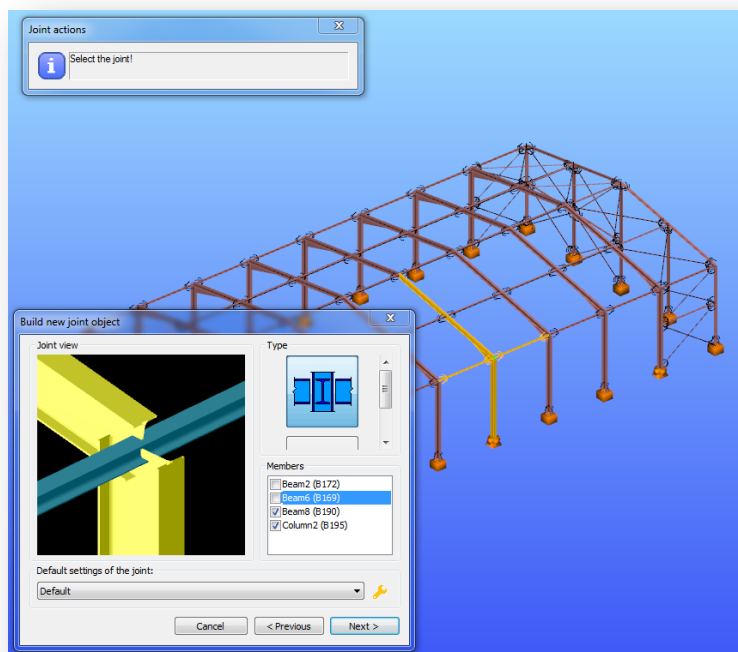 Joint actions
Select the joint!
Build new joint object
Joint view
Type
Members
Beam2 (B172)
Beam6 (B169)
Beam8 (B190)
Column2 (B195)
Default settings of the joint:
Default
Cancel
< Previous
Next >